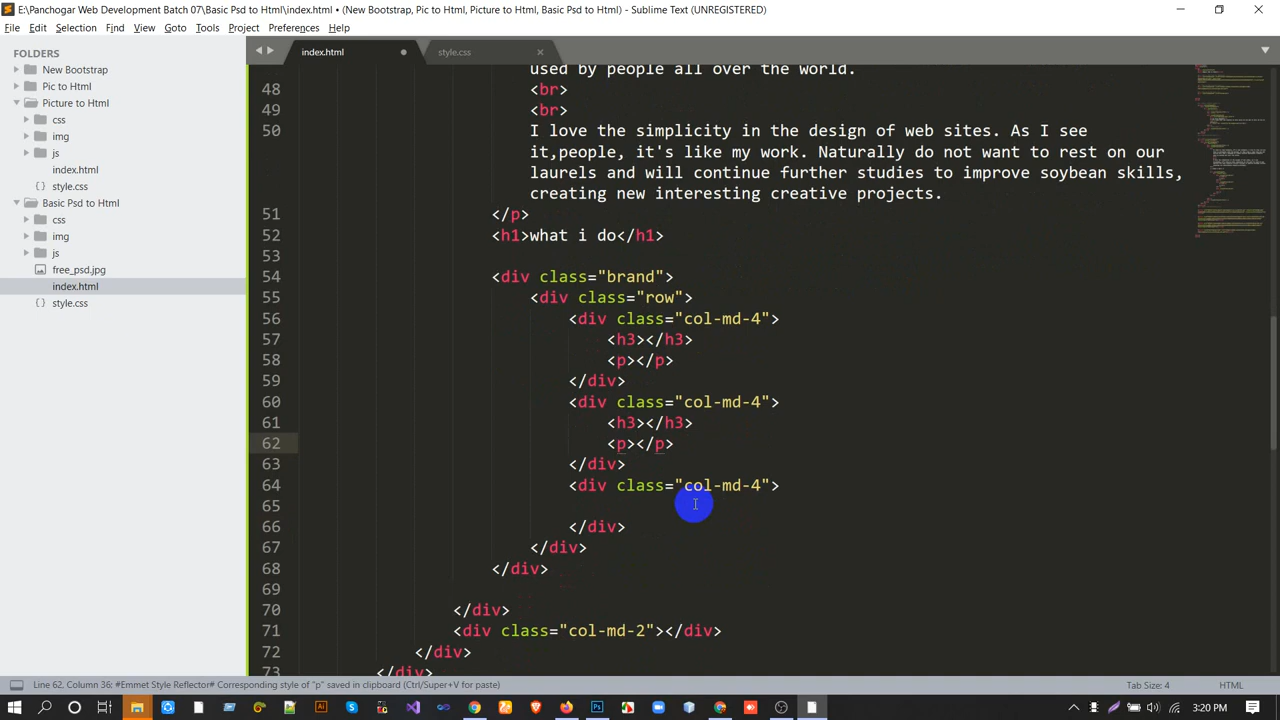 E:\Panchogar Web Development Batch 07\Basic Psd to Html\index.html • (New Bootstrap, Pic to Html, Picture to Html, Basic Psd to Html) - Sublime Text (UNREGISTERED)
File Edit Selection Find View Goto Tools Project Preferences Help
FOLDERS
New Bootstrap
Pic to Html
Picture to Html
css
img
js
index.html
style.css
Basic Psd to Html
css
img
js
free_psd.jpg
index.html
style.css
index.html
style.css
used by people all over the world.
48 <br>
49 <br>
50 I love the simplicity in the design of web sites. As I see
it,people, it's like my work. Naturally do not want to rest on our
laurels and will continue further studies to improve soybean skills,
creating new interesting creative projects.
51 </p>
52 <h1>what i do</h1>
53
54 <div class="brand">
55 <div class="row">
56 <div class="col-md-4">
57 <h3></h3>
58 <p></p>
59 </div>
60 <div class="col-md-4">
61 <h3></h3>
62 <p></p>
63 </div>
64 <div class="col-md-4">
65
66 </div>
67 </div>
68 </div>
69
70 </div>
71 <div class="col-md-2"></div>
72 </div>
73 </div>
Line 62, Column 36; #Emmet Style Reflector# Corresponding style of "p" saved in clipboard (Ctrl/Super+V for paste)
Tab Size: 4
HTML
3:20 PM